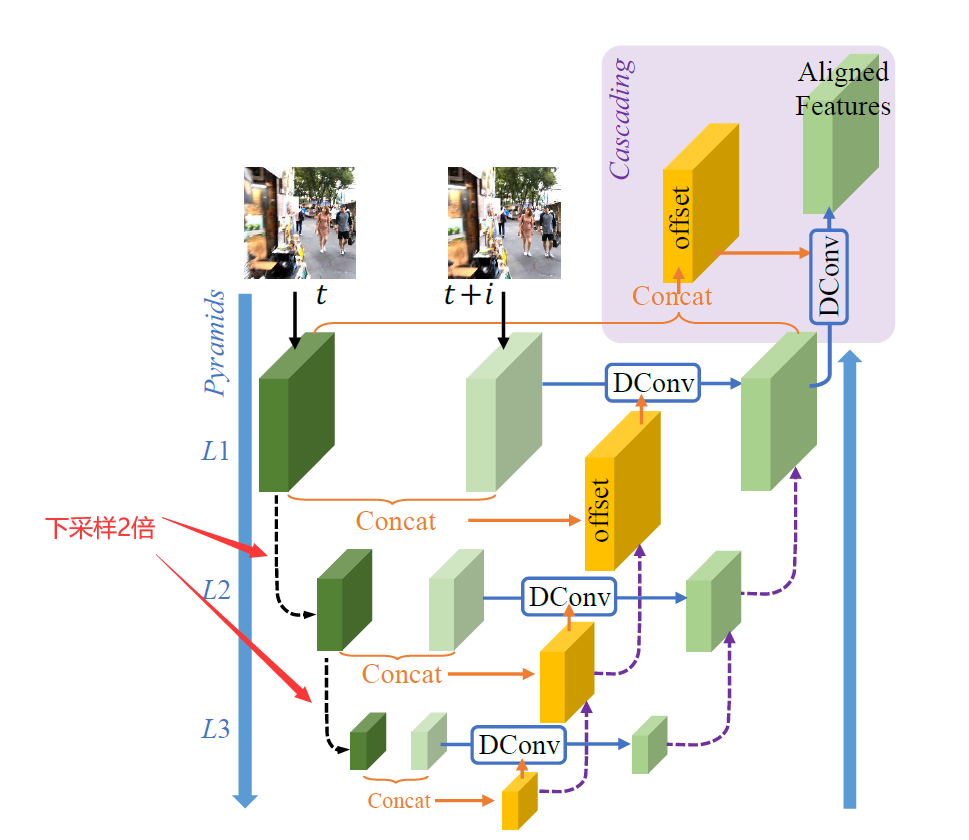 Cascading
Aligned
Features
offset
DConv
Concat
t
t+i
Pyramids
DConv
L1
offset
Concat
下采样2倍
L2
DConv
Concat
L3
DConv
Concat